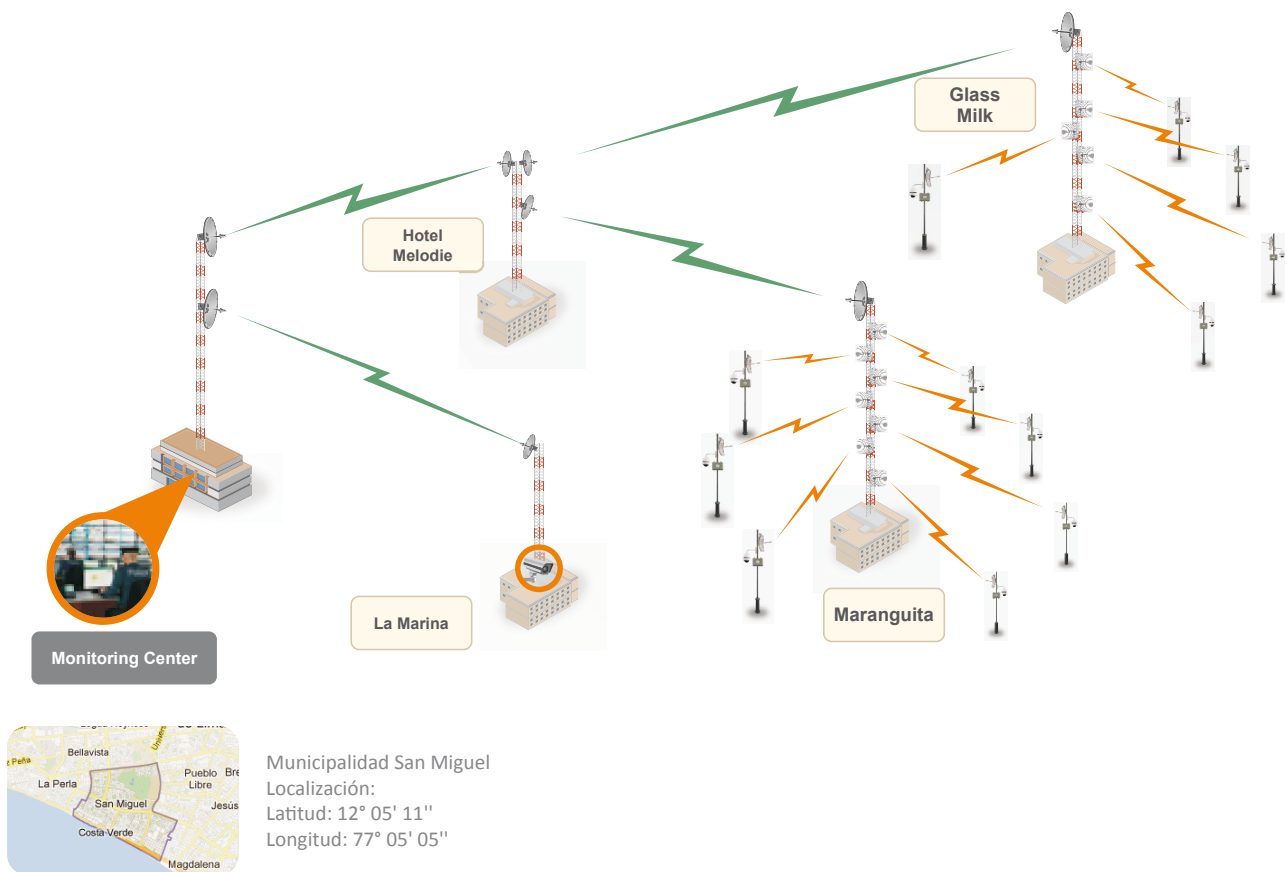 Glass
Milk
Hotel
Melodie
La Marina
Maranguita
Monitoring Center
Bellavista
La Perla
Pueblo
Libre
San Miguel
Jesús
Costa Verde
Magdalena
Municipalidad San Miguel
Localización:
Latitud: 12° 05' 11''
Longitud: 77° 05' 05''